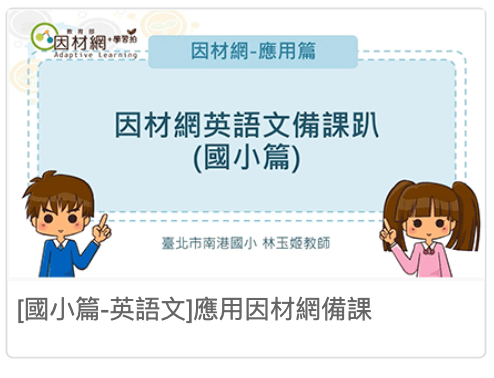 教育部
因材網+學習拍
Adaptive Learning
因材網-應用篇
因材網英語文備課趴
(國小篇)
臺北市南港國小 林玉姬教師
[國小篇-英語文]應用因材網備課